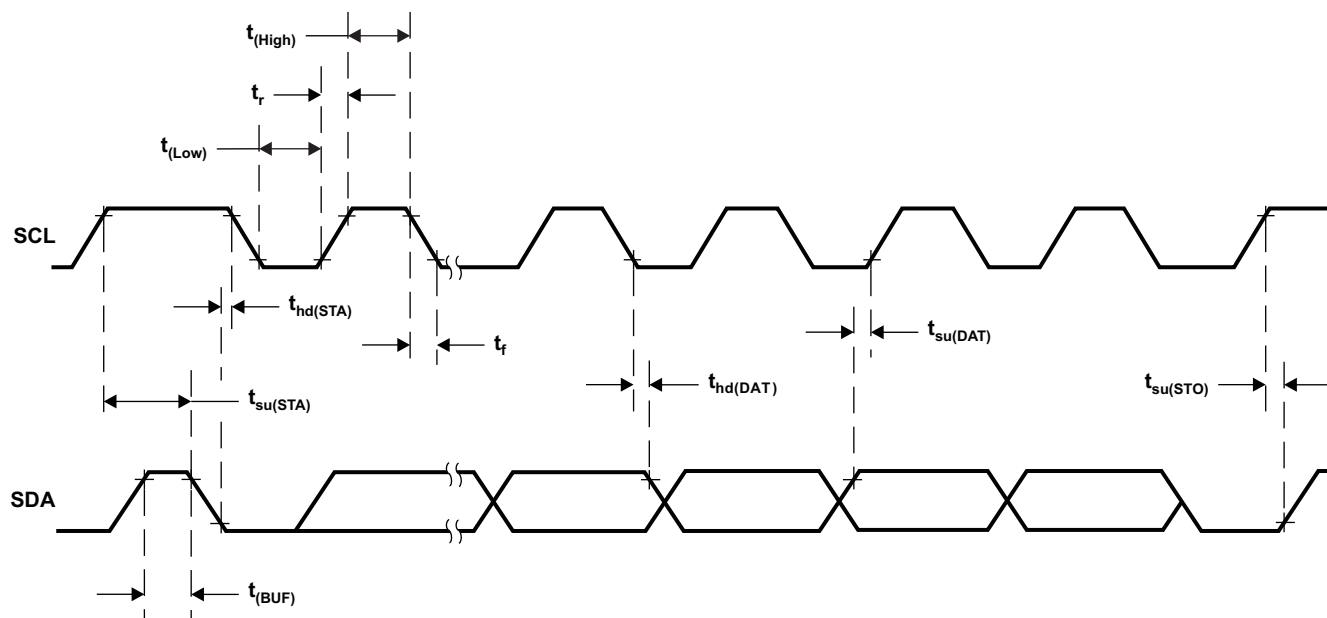 t(High)
tr
t(Low)
SCL
thd(STA)
tf
tsu(DAT)
thd(DAT)
tsu(STA)
tsu(STO)
SDA
t(BUF)